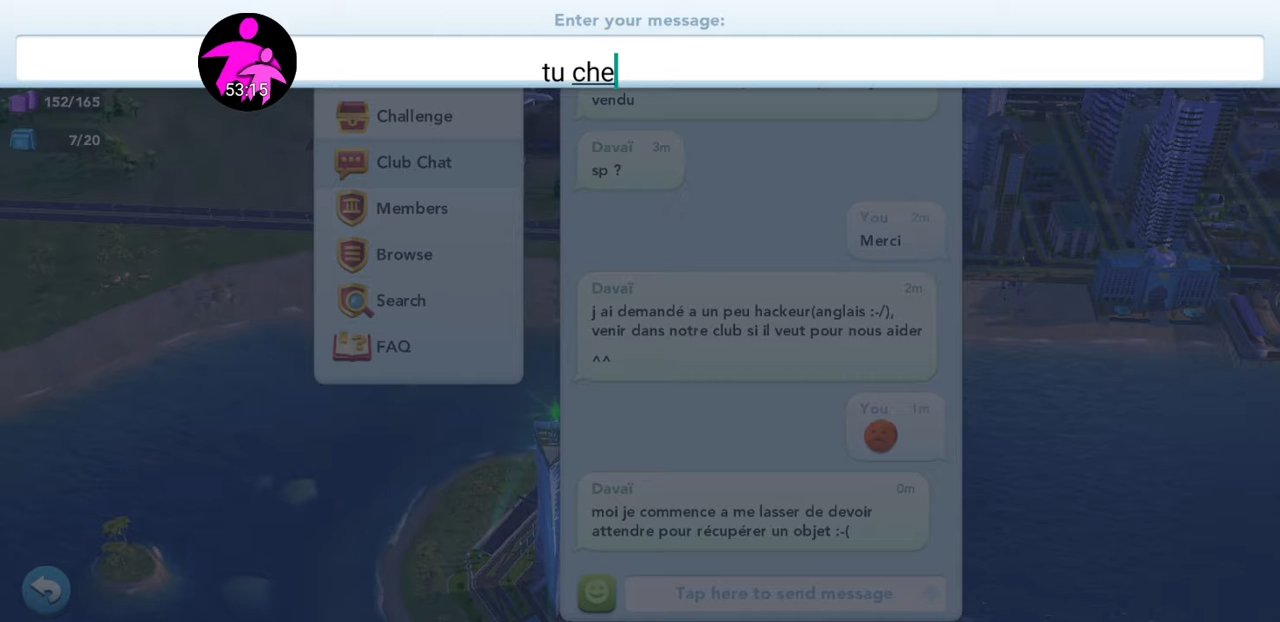 Enter your message:
tu che
53:15
152/165
7/20
Challenge
Club Chat
Members
Browse
Search
FAQ
vendu
Davaï 3m
sp ?
You 2m
Merci
Davaï 2m
j ai demandé a un peu hackeur(anglais :-/),
venir dans notre club si il veut pour nous aider
^^
You 1m
Davaï 0m
moi je commence a me lasser de devoir
attendre pour récupérer un objet :-(
Tap here to send message